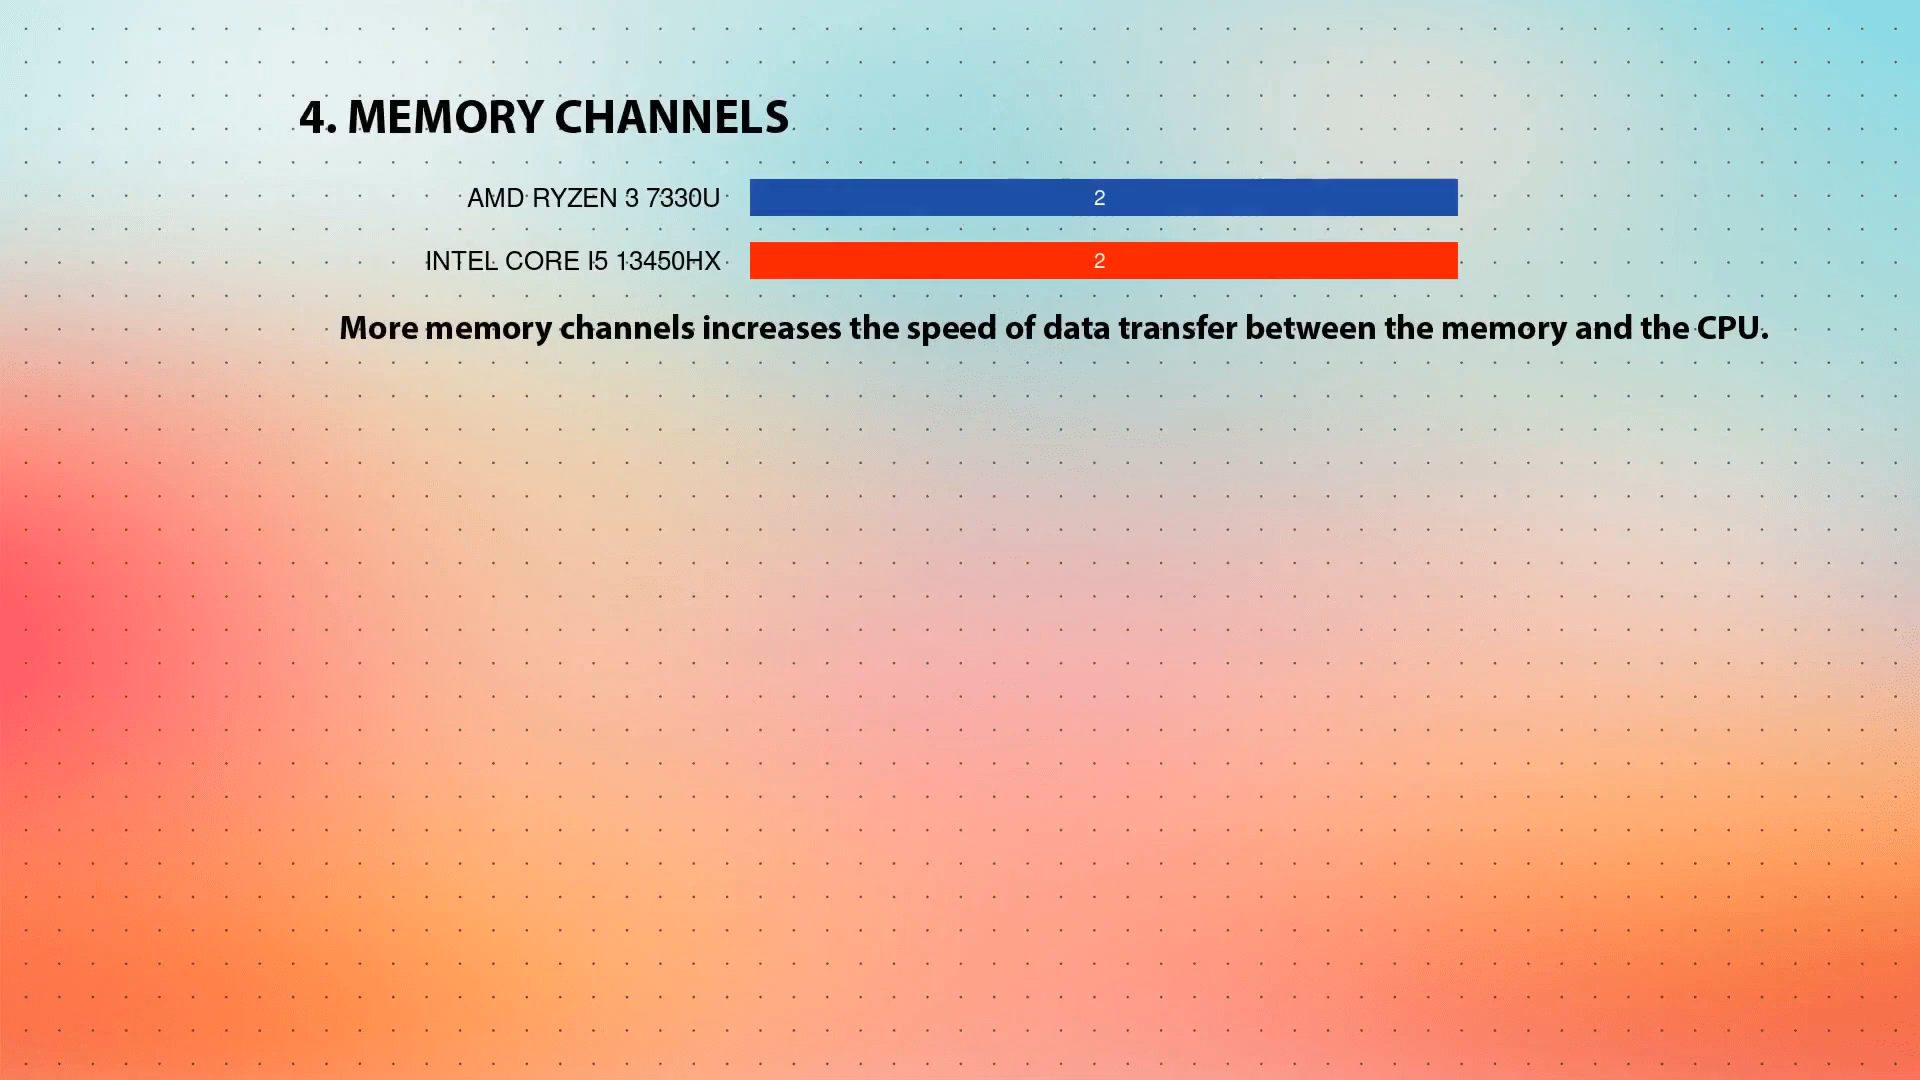 4. MEMORY CHANNELS
AMD RYZEN 3 7330U 2
INTEL CORE I5 13450HX 2
More memory channels increases the speed of data transfer between the memory and the CPU.